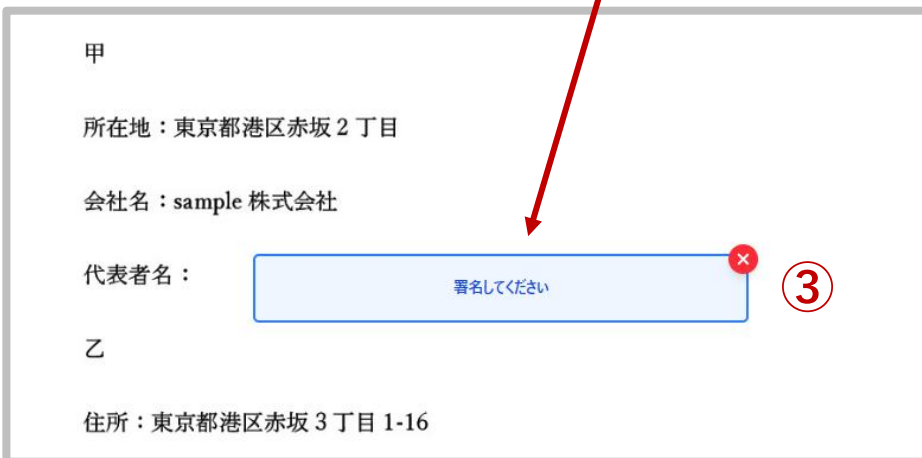 甲
所在地：東京都港区赤坂２丁目
会社名：sample 株式会社
代表者名：
署名してください
③
乙
住所：東京都港区赤坂３丁目 1-16